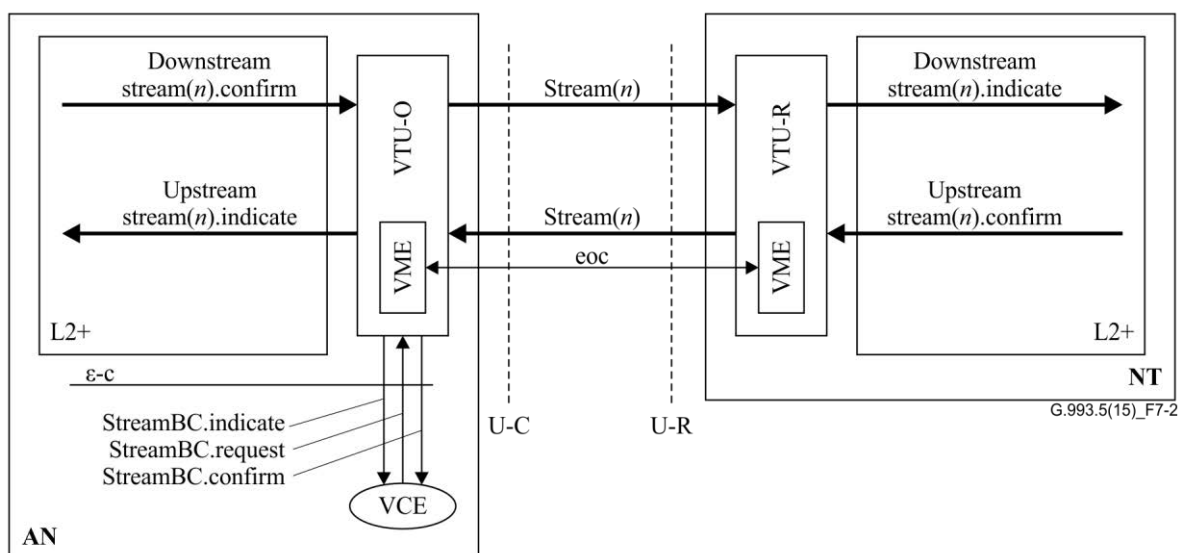 Downstream
stream(n).confirm
VTU-O
Stream(n)
VTU-R
Downstream
stream(n).indicate
Upstream
stream(n).indicate
Stream(n)
Upstream
stream(n).confirm
VME
eoc
VME
L2+
L2+
ε-c
NT
G.993.5(15)_F7-2
StreamBC.indicate
U-C
U-R
StreamBC.request
StreamBC.confirm
VCE
AN